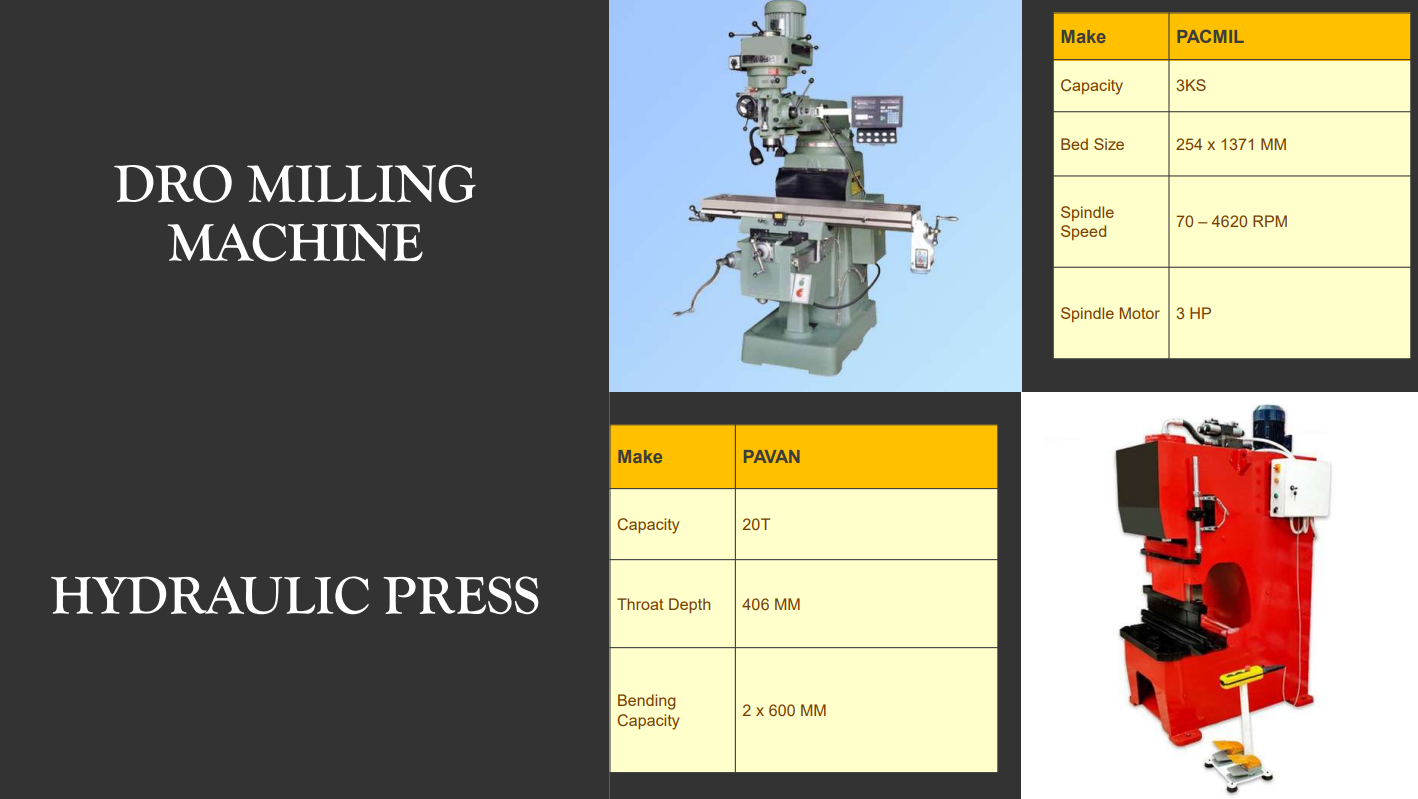 DRO MILLING
MACHINE
Make PACMIL
Capacity 3KS
Bed Size 254 x 1371 MM
Spindle
Speed
70 – 4620 RPM
Spindle Motor 3 HP
HYDRAULIC PRESS
Make PAVAN
Capacity 20T
Throat Depth 406 MM
Bending
Capacity
2 x 600 MM